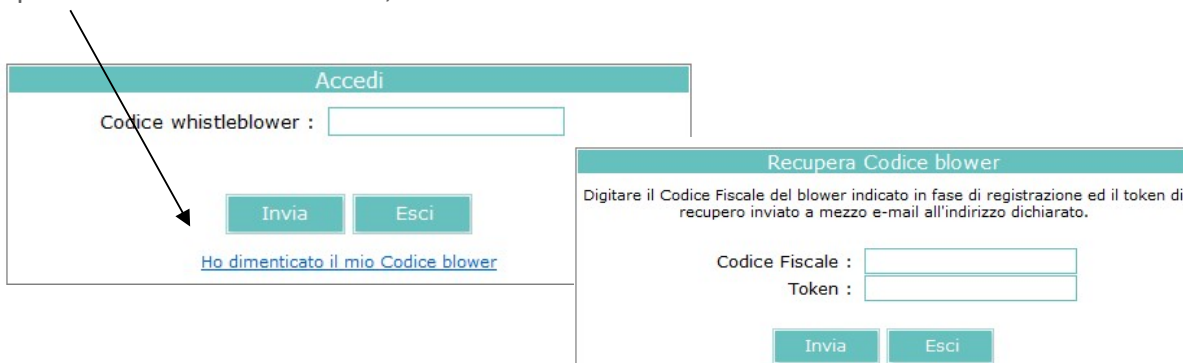 Accedi
Codice whistleblower :
Invia Esci
Ho dimenticato il mio Codice blower
Recupera Codice blower
Digitare il Codice Fiscale del blower indicato in fase di registrazione ed il token di
recupero inviato a mezzo e-mail all'indirizzo dichiarato.
Codice Fiscale :
Token :
Invia Esci